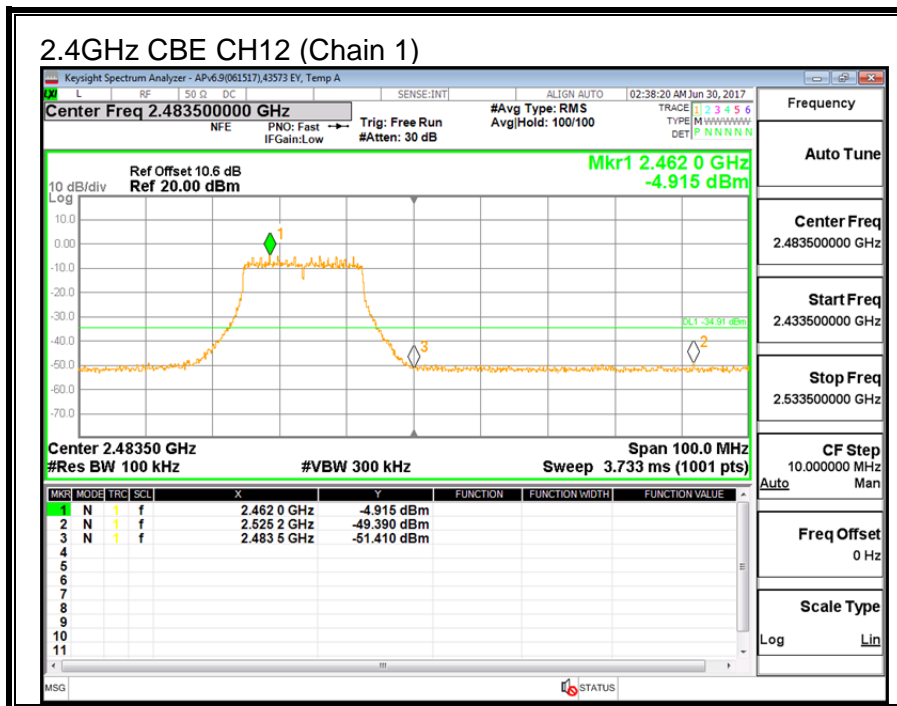 2.4GHz CBE CH12 (Chain 1)
Keysight Spectrum Analyzer - APv6.9(061517),43573 EY, Temp A
LXI L RF 50 Ω DC SENSE:INT ALIGN AUTO 02:38:20 AM Jun 30, 2017
Center Freq 2.483500000 GHz
NFE PNO: Fast IFGain:Low
Trig: Free Run
#Atten: 30 dB
#Avg Type: RMS
Avg|Hold: 100/100
TRACE 1 2 3 4 5 6
TYPE M W W W W W
DET P N N N N N
Frequency
Auto Tune
Center Freq
2.483500000 GHz
Start Freq
2.433500000 GHz
Stop Freq
2.533500000 GHz
CF Step
10.000000 MHz
Auto Man
Freq Offset
0 Hz
Scale Type
Log Lin
Mkr1 2.462 0 GHz
-4.915 dBm
Ref Offset 10.6 dB
10 dB/div Ref 20.00 dBm
Log
10.0
0.00
-10.0
-20.0
-30.0
-40.0
-50.0
-60.0
-70.0
1
2
3
DL1 -34.91 dBm
Center 2.48350 GHz Span 100.0 MHz
#Res BW 100 kHz #VBW 300 kHz Sweep 3.733 ms (1001 pts)
MKR MODE TRC SCL X Y FUNCTION FUNCTION WIDTH FUNCTION VALUE
1 N 1 f 2.462 0 GHz -4.915 dBm
2 N 1 f 2.525 2 GHz -49.390 dBm
3 N 1 f 2.483 5 GHz -51.410 dBm
4
5
6
7
8
9
10
11
MSG STATUS